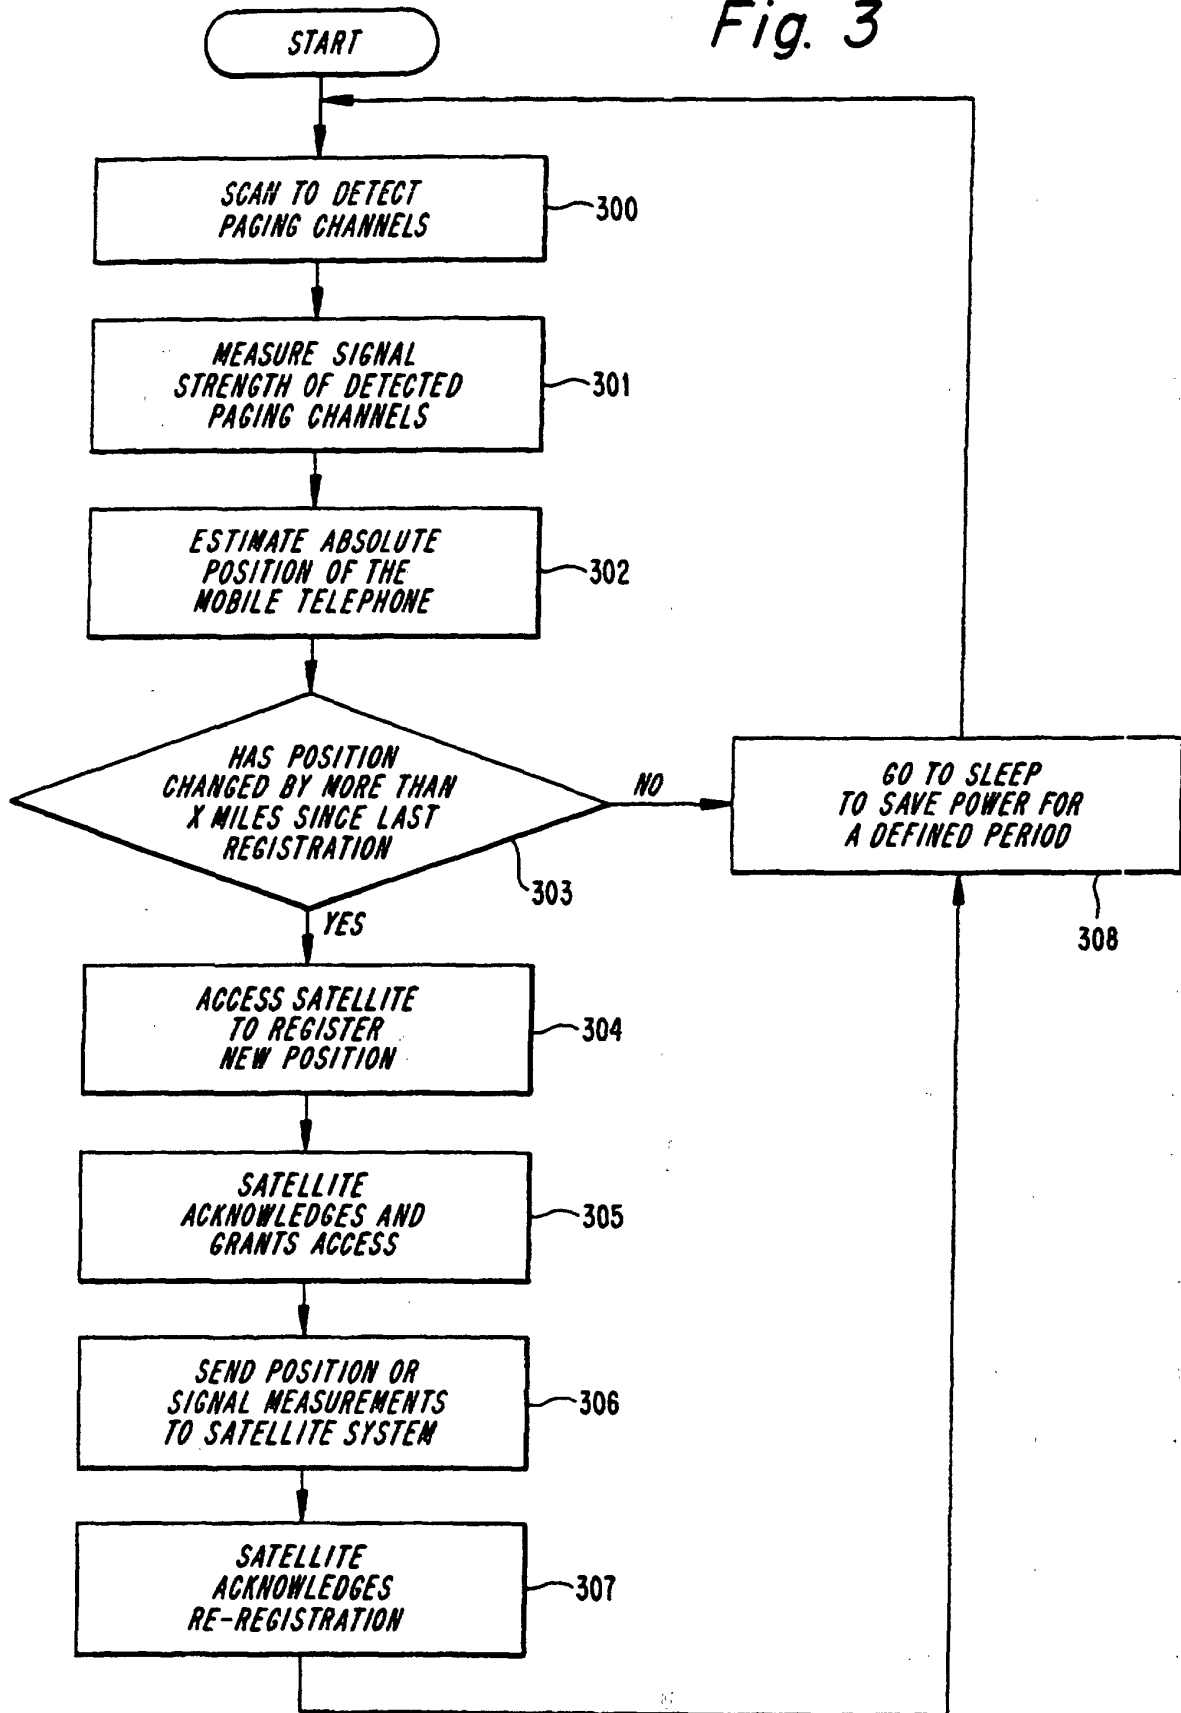 Fig. 3
START
SCAN TO DETECT
PAGING CHANNELS
300
MEASURE SIGNAL
STRENGTH OF DETECTED
PAGING CHANNELS
301
ESTIMATE ABSOLUTE
POSITION OF THE
MOBILE TELEPHONE
302
HAS POSITION
CHANGED BY MORE THAN
X MILES SINCE LAST
REGISTRATION
303
NO
GO TO SLEEP
TO SAVE POWER FOR
A DEFINED PERIOD
308
YES
ACCESS SATELLITE
TO REGISTER
NEW POSITION
304
SATELLITE
ACKNOWLEDGES AND
GRANTS ACCESS
305
SEND POSITION OR
SIGNAL MEASUREMENTS
TO SATELLITE SYSTEM
306
SATELLITE
ACKNOWLEDGES
RE-REGISTRATION
307